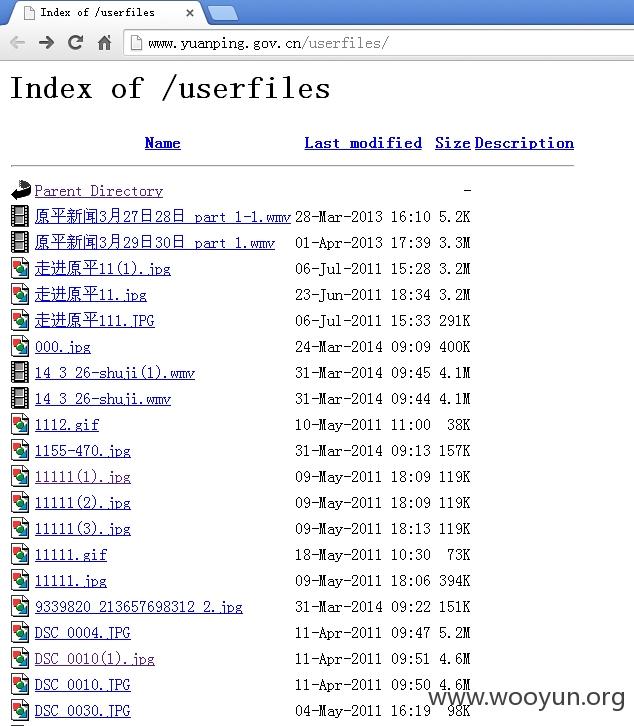 Index of /userfiles
www.yuanping.gov.cn/userfiles/
Index of /userfiles
Name Last modified Size Description
Parent Directory -
原平新闻3月27日28日 part 1-1.wmv 28-Mar-2013 16:10 5.2K
原平新闻3月29日30日 part 1.wmv 01-Apr-2013 17:39 3.3M
走进原平11(1).jpg 06-Jul-2011 15:28 3.2M
走进原平11.jpg 23-Jun-2011 18:34 3.2M
走进原平111.JPG 06-Jul-2011 15:33 291K
000.jpg 24-Mar-2014 09:09 400K
14 3 26-shuji(1).wmv 31-Mar-2014 09:45 4.1M
14 3 26-shuji.wmv 31-Mar-2014 09:44 4.1M
1112.gif 10-May-2011 11:00 38K
1155-470.jpg 31-Mar-2014 09:13 157K
11111(1).jpg 09-May-2011 18:09 119K
11111(2).jpg 09-May-2011 18:09 119K
11111(3).jpg 09-May-2011 18:13 119K
11111.gif 18-May-2011 10:30 73K
11111.jpg 09-May-2011 18:06 394K
9339820_213657698312_2.jpg 31-Mar-2014 09:22 151K
DSC_0004.JPG 11-Apr-2011 09:47 5.2M
DSC_0010(1).jpg 11-Apr-2011 09:51 4.6M
DSC_0010.JPG 11-Apr-2011 09:50 4.6M
DSC_0030.JPG 04-May-2011 16:19 98K
www.wooyun.org